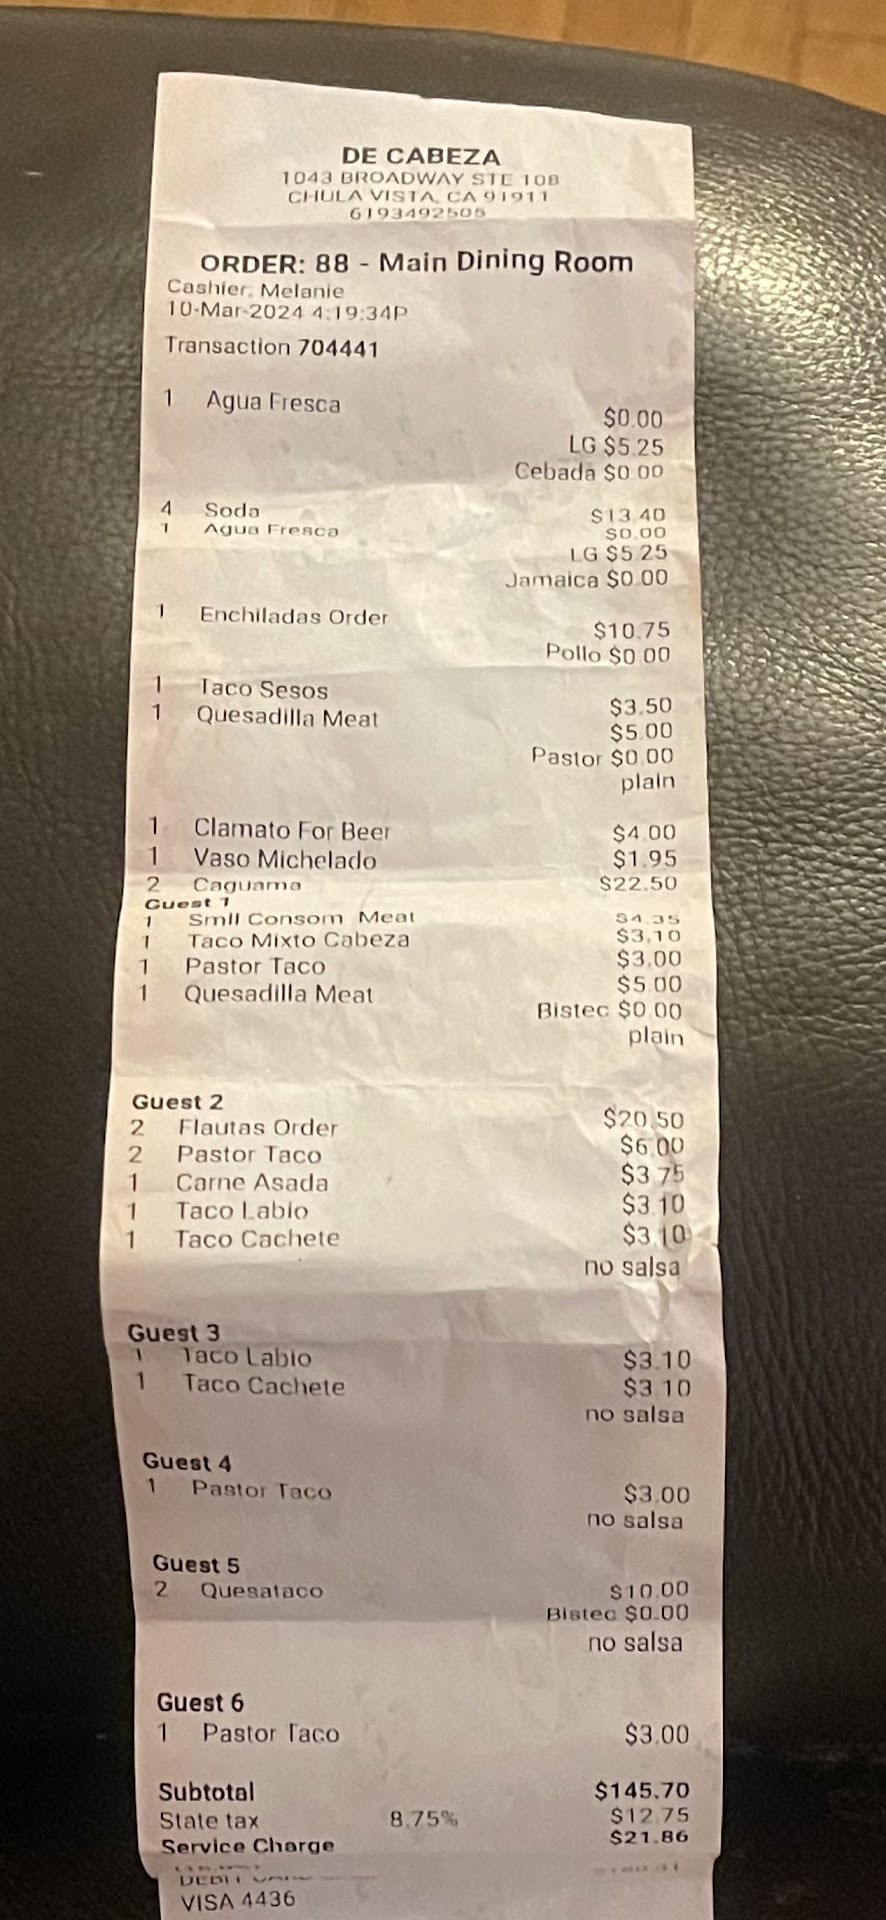 DE CABEZA
1043 BROADWAY STE 108
CHULA VISTA, CA 91911
6193492505
ORDER: 88 - Main Dining Room
Cashier: Melanie
10-Mar-2024 4:19:34P
Transaction 704441
1 Agua Fresca $0.00
LG $5.25
Cebada $0.00
4 Soda $13.40
1 Agua Fresca $0.00
LG $5.25
Jamaica $0.00
1 Enchiladas Order $10.75
Pollo $0.00
1 Taco Sesos $3.50
1 Quesadilla Meat $5.00
Pastor $0.00
plain
1 Clamato For Beer $4.00
1 Vaso Michelado $1.95
2 Caguama $22.50
Guest 1
1 Smll Consom Meat $4.35
1 Taco Mixto Cabeza $3.10
1 Pastor Taco $3.00
1 Quesadilla Meat $5.00
Bistec $0.00
plain
Guest 2
2 Flautas Order $20.50
2 Pastor Taco $6.00
1 Carne Asada $3.75
1 Taco Labio $3.10
1 Taco Cachete $3.10
no salsa
Guest 3
1 Taco Labio $3.10
1 Taco Cachete $3.10
no salsa
Guest 4
1 Pastor Taco $3.00
no salsa
Guest 5
2 Quesataco $10.00
Bistec $0.00
no salsa
Guest 6
1 Pastor Taco $3.00
Subtotal $145.70
State tax 8.75% $12.75
Service Charge $21.86
DEBIT
VISA 4436